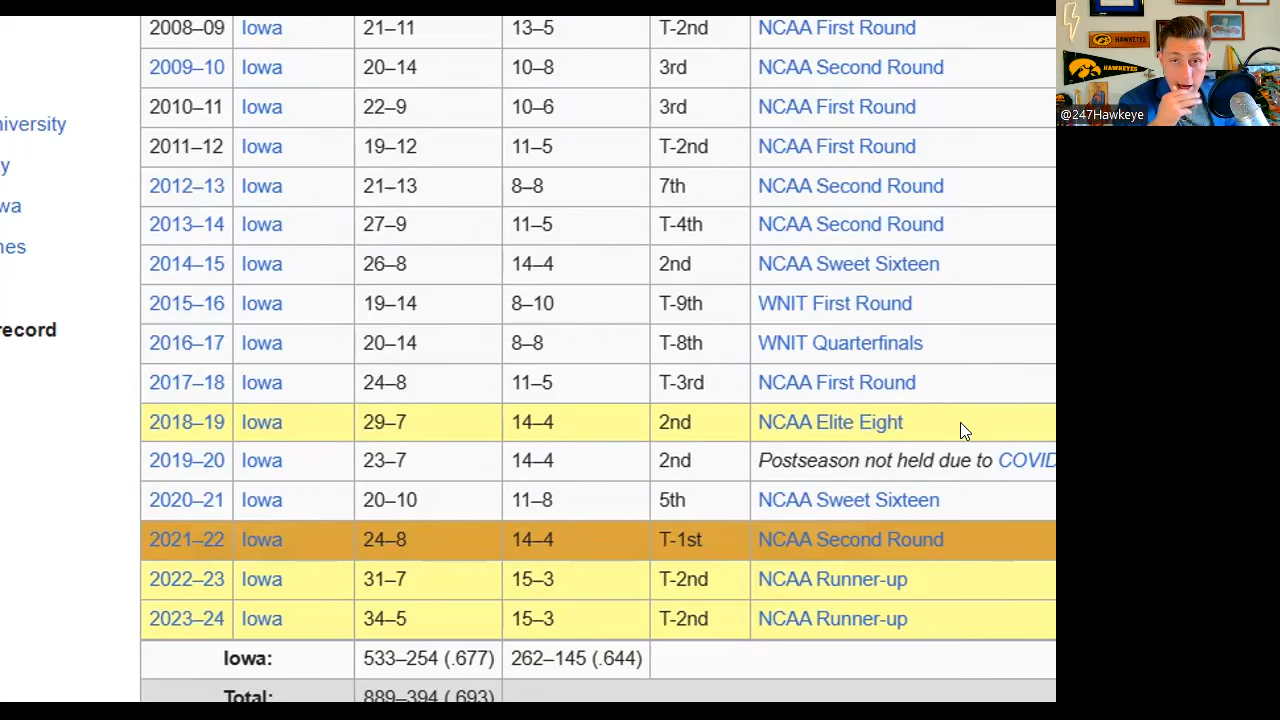 2008–09 Iowa 21–11 13–5 T-2nd NCAA First Round
2009–10 Iowa 20–14 10–8 3rd NCAA Second Round
2010–11 Iowa 22–9 10–6 3rd NCAA First Round
niversity
2011–12 Iowa 19–12 11–5 T-2nd NCAA First Round
y
2012–13 Iowa 21–13 8–8 7th NCAA Second Round
wa
2013–14 Iowa 27–9 11–5 T-4th NCAA Second Round
nes
2014–15 Iowa 26–8 14–4 2nd NCAA Sweet Sixteen
2015–16 Iowa 19–14 8–10 T-9th WNIT First Round
record
2016–17 Iowa 20–14 8–8 T-8th WNIT Quarterfinals
2017–18 Iowa 24–8 11–5 T-3rd NCAA First Round
2018–19 Iowa 29–7 14–4 2nd NCAA Elite Eight
2019–20 Iowa 23–7 14–4 2nd Postseason not held due to COVID
2020–21 Iowa 20–10 11–8 5th NCAA Sweet Sixteen
2021–22 Iowa 24–8 14–4 T-1st NCAA Second Round
2022–23 Iowa 31–7 15–3 T-2nd NCAA Runner-up
2023–24 Iowa 34–5 15–3 T-2nd NCAA Runner-up
Iowa: 533–254 (.677) 262–145 (.644)
Total: 889–394 (.693)
HAWKEYES
HAWKEYES
@247Hawkeye